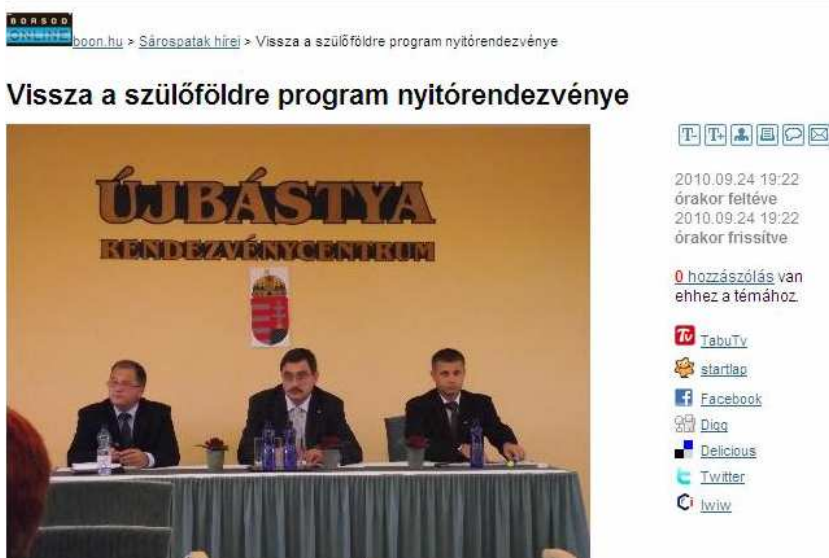 BORSOD
ONLINE
boon.hu > Sárospatak hírei > Vissza a szülőföldre program nyitórendezvénye
Vissza a szülőföldre program nyitórendezvénye
ÚJBÁSTYA
RENDEZVÉNYCENTRUM
T- T+
2010.09.24 19:22
órakor feltéve
2010.09.24 19:22
órakor frissítve
0 hozzászólás van
ehhez a témához.
Tv TabuTv
startlap
Facebook
Digg
Delicious
Twitter
Iwiw